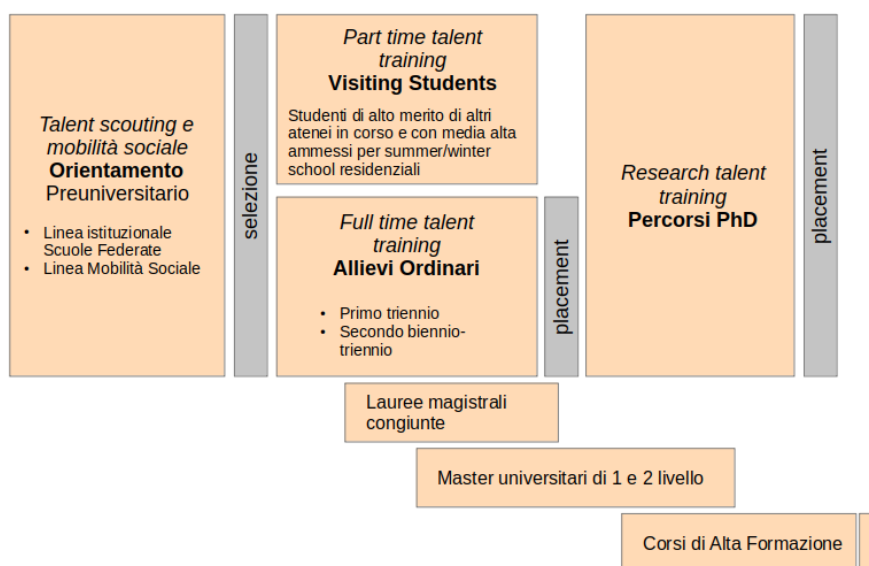 Talent scouting e
mobilità sociale
Orientamento
Preuniversitario
• Linea istituzionale
Scuole Federate
• Linea Mobilità Sociale
selezione
Part time talent
training
Visiting Students
Studenti di alto merito di altri
atenei in corso e con media alta
ammessi per summer/winter
school residenziali
Full time talent
training
Allievi Ordinari
• Primo triennio
• Secondo biennio-
triennio
placement
Research talent
training
Percorsi PhD
placement
Lauree magistrali
congiunte
Master universitari di 1 e 2 livello
Corsi di Alta Formazione